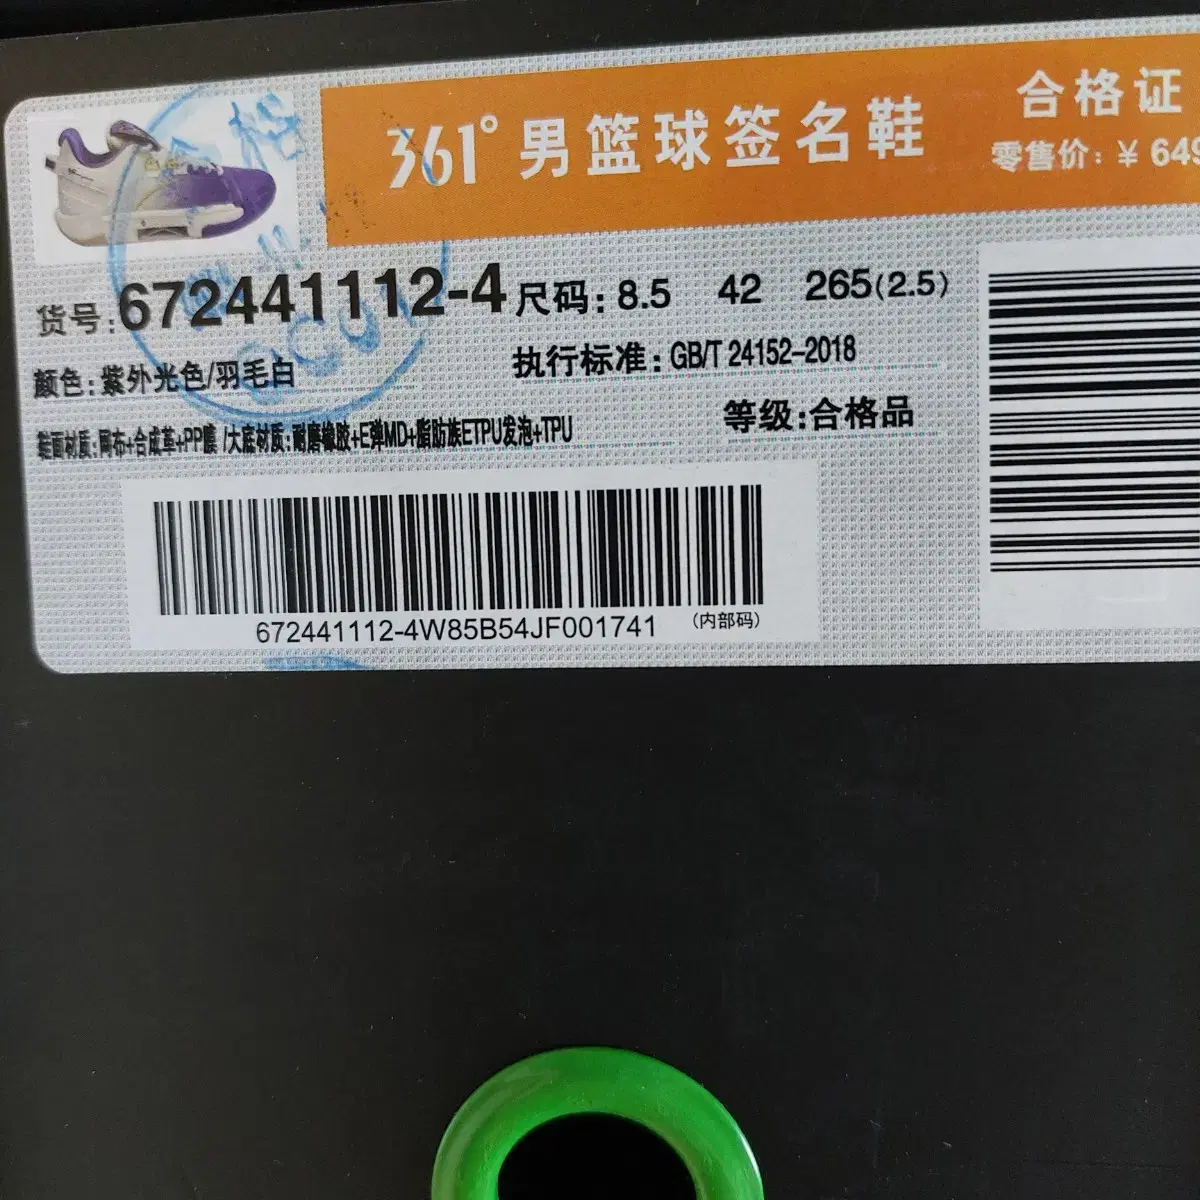 361° 男篮球签名鞋
合格证
零售价：¥ 649
货号：672441112-4 尺码：8.5 42 265(2.5)
颜色：紫外光色/羽毛白
执行标准：GB/T 24152-2018
等级：合格品
鞋面材质：网布+合成革+PP膜 /大底材质：耐磨橡胶+E弹MD+脂肪族ETPU发泡+TPU
672441112-4W85B54JF001741 (内部码)
合格